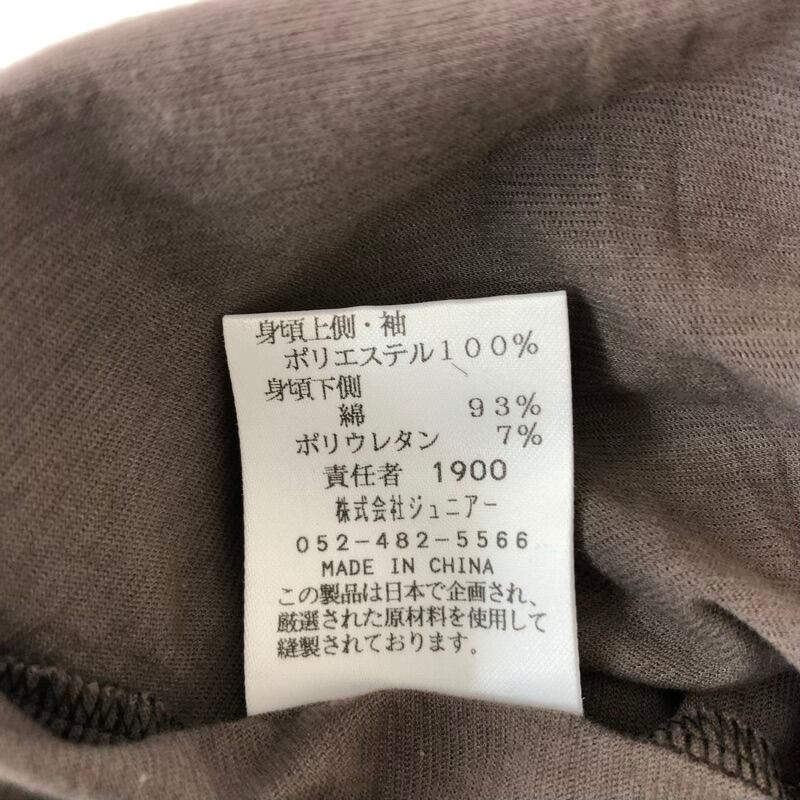 身頃上側・袖
ポリエステル100%
身頃下側
綿 93%
ポリウレタン 7%
責任者 1900
株式会社ジュニアー
052-482-5566
MADE IN CHINA
この製品は日本で企画され、
厳選された原材料を使用して
縫製されております。